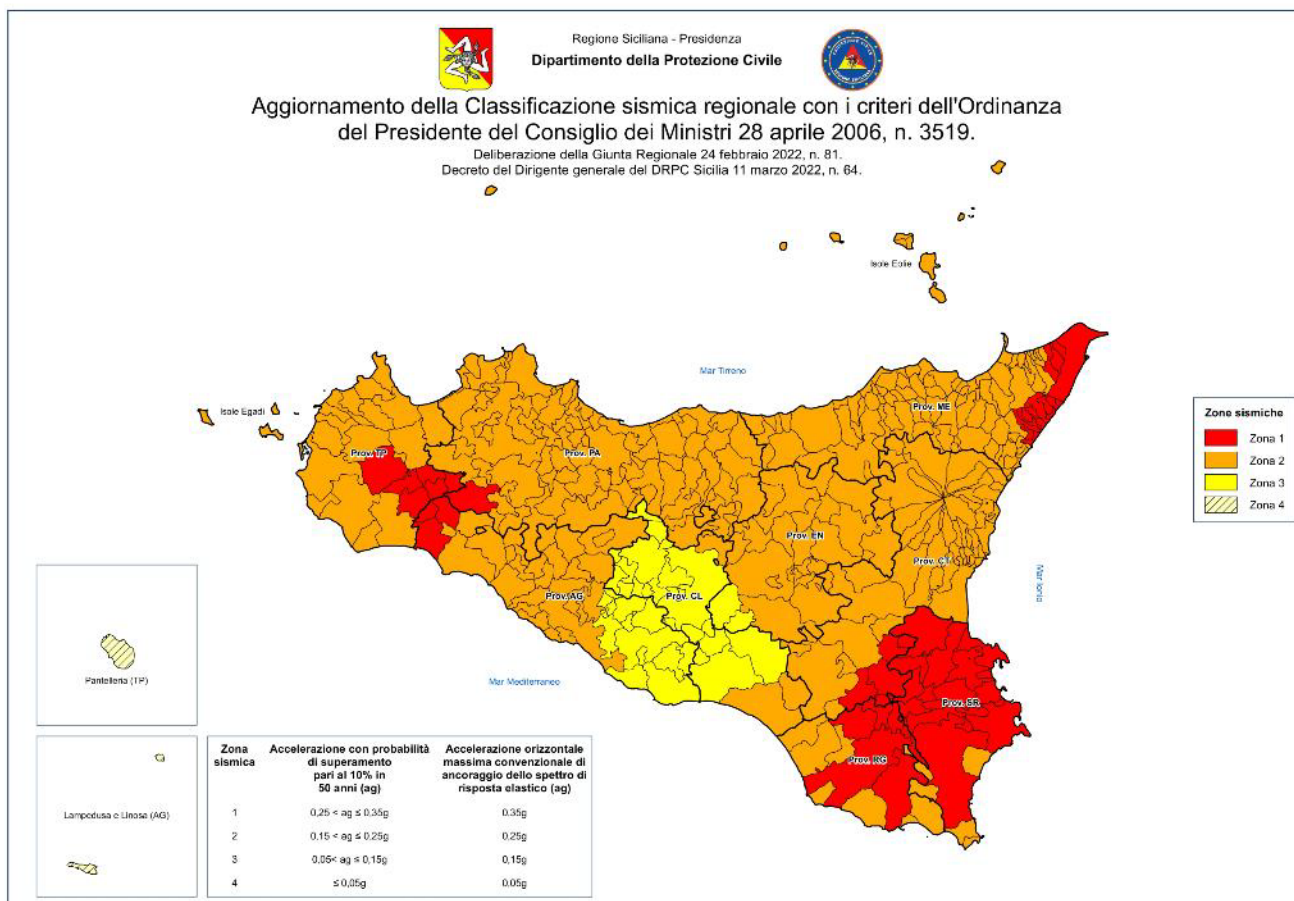 Regione Siciliana - Presidenza
Dipartimento della Protezione Civile
Aggiornamento della Classificazione sismica regionale con i criteri dell'Ordinanza
del Presidente del Consiglio dei Ministri 28 aprile 2006, n. 3519.
Deliberazione della Giunta Regionale 24 febbraio 2022, n. 81.
Decreto del Dirigente generale del DRPC Sicilia 11 marzo 2022, n. 64.
Isole Eolie
Mar Tirreno
Isole Egadi
Prov. ME
Prov. TP
Prov. PA
Prov. EN
Prov. CT
Mar Ionio
Prov. AG
Prov. CL
Mar Mediterraneo
Prov. SR
Prov. RG
Zone sismiche
Zona 1
Zona 2
Zona 3
Zona 4
Pantelleria (TP)
Lampedusa e Linosa (AG)
Zona sismica
Accelerazione con probabilità
di superamento
pari al 10% in
50 anni (ag)
Accelerazione orizzontale
massima convenzionale di
ancoraggio dello spettro di
risposta elastico (ag)
1 0,25 < ag ≤ 0,35g 0,35g
2 0,15 < ag ≤ 0,25g 0,25g
3 0,05< ag ≤ 0,15g 0,15g
4 ≤ 0,05g 0,05g